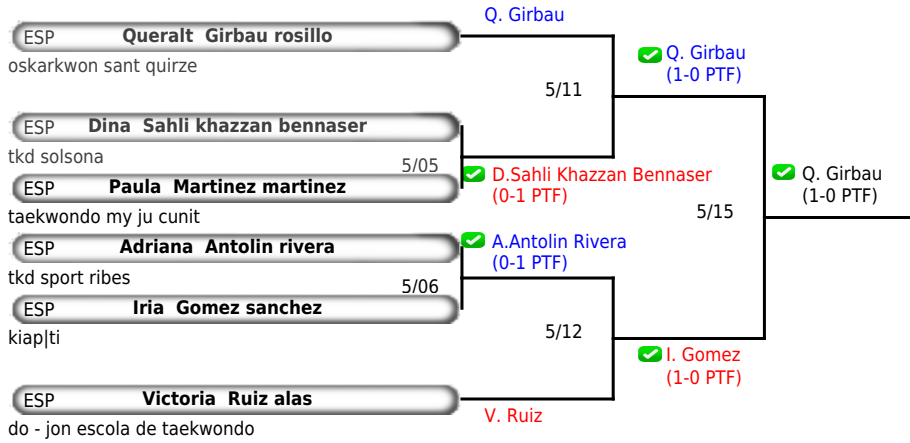 Q. Girbau
ESP Queralt Girbau rosillo
oskarkwon sant quirze
Q. Girbau
(1-0 PTF)
5/11
ESP Dina Sahli khazzan bennaser
tkd solsona
5/05
D.Sahli Khazzan Bennaser
(0-1 PTF)
ESP Paula Martinez martinez
taekwondo my ju cunit
Q. Girbau
(1-0 PTF)
5/15
ESP Adriana Antolin rivera
tkd sport ribes
A.Antolin Rivera
(0-1 PTF)
5/06
ESP Iria Gomez sanchez
kiap|ti
5/12
I. Gomez
(1-0 PTF)
ESP Victoria Ruiz alas
do - jon escola de taekwondo
V. Ruiz